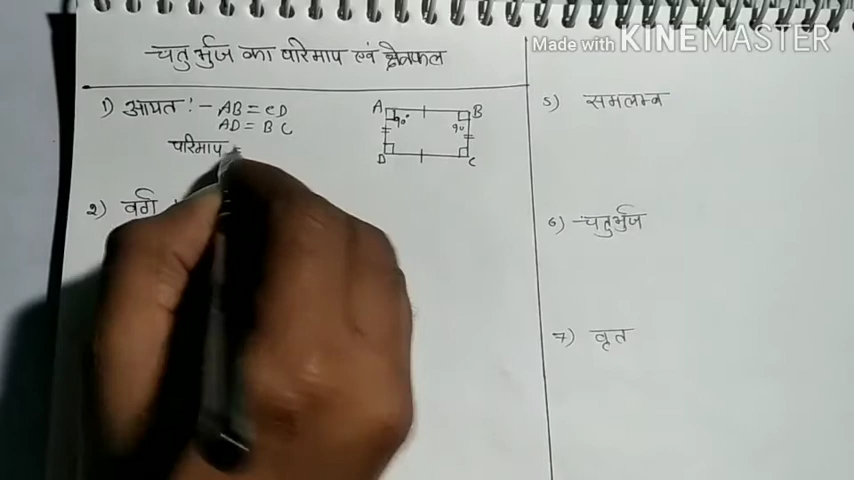 Made with KINEMASTER
चतुर्भुज का परिमाप एवं क्षेत्रफल
1) आयत :- AB = CD
AD = BC
परिमाप =
2) वर्ग
A B
90° 90
D C
5) समलम्ब
6) चतुर्भुज
7) वृत